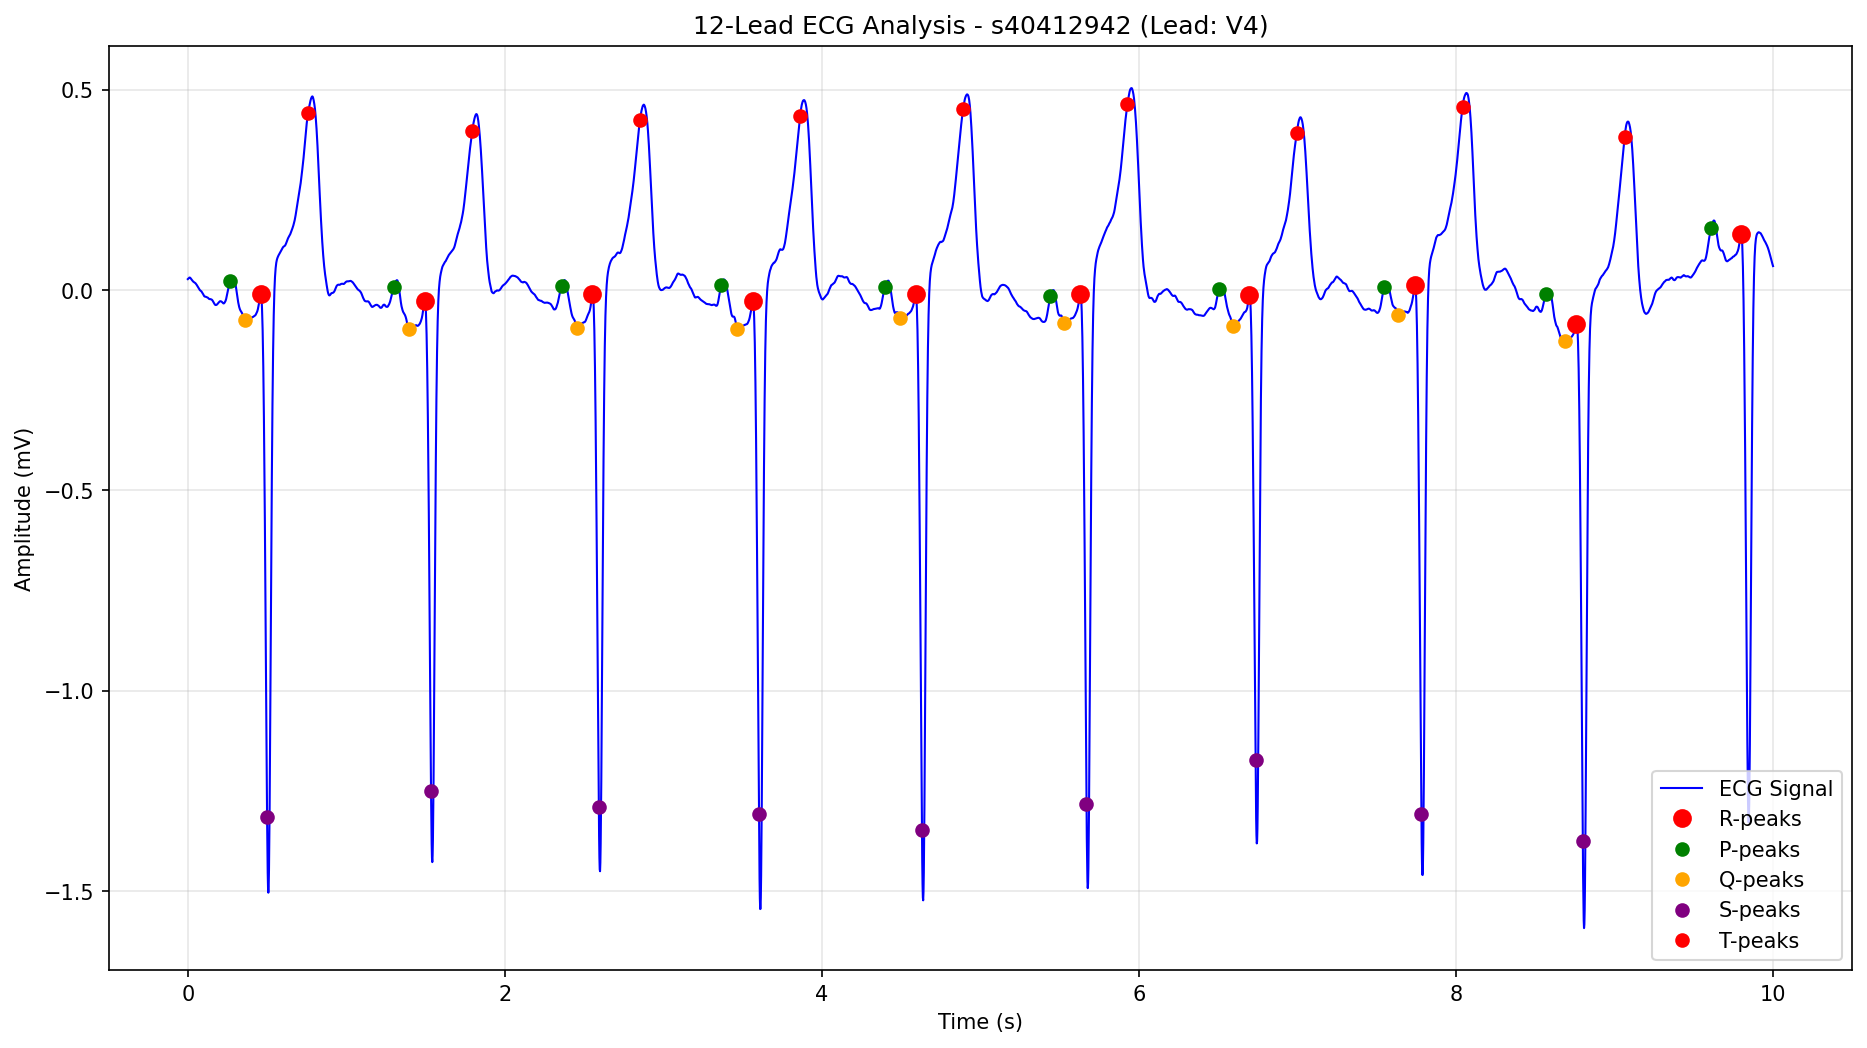 12-Lead ECG Analysis - s40412942 (Lead: V4)
Amplitude (mV)
0.5
0.0
−0.5
−1.0
−1.5
0 2 4 6 8 10
Time (s)
ECG Signal
R-peaks
P-peaks
Q-peaks
S-peaks
T-peaks